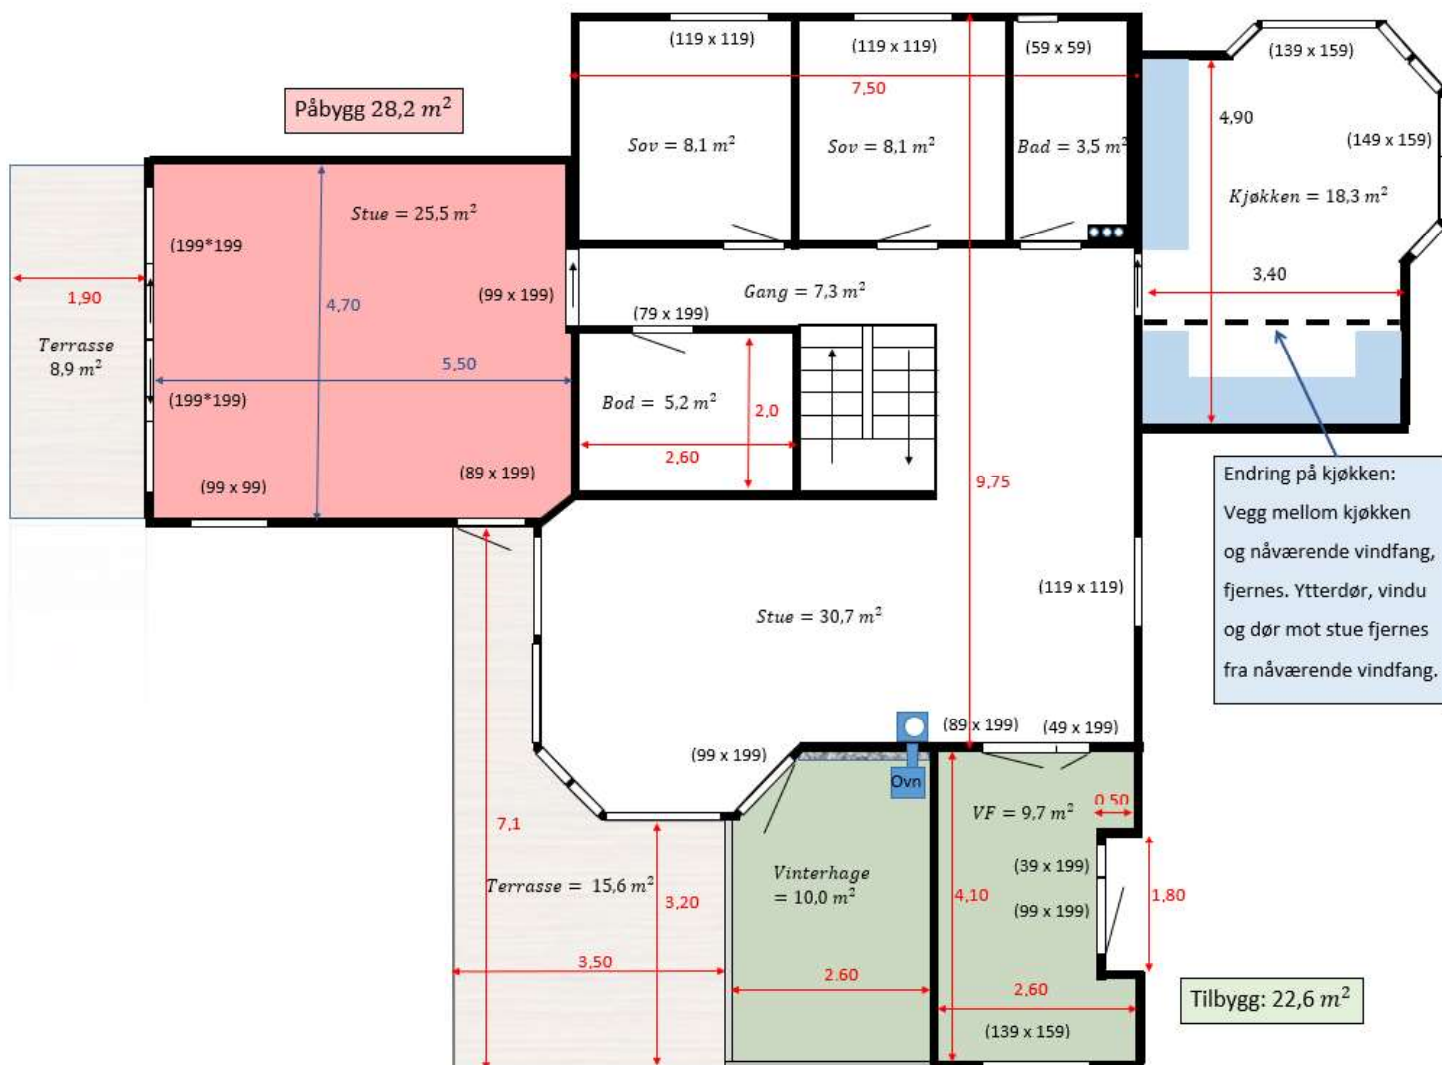 (119 x 119)
(119 x 119)
(59 x 59)
(139 x 159)
7,50
Påbygg 28,2 m²
4,90
Sov = 8,1 m²
Sov = 8,1 m²
Bad = 3,5 m²
(149 x 159)
Kjøkken = 18,3 m²
Stue = 25,5 m²
(199*199
1,90
4,70
(99 x 199)
Gang = 7,3 m²
3,40
(79 x 199)
Terrasse
8,9 m²
5,50
(199*199)
Bod = 5,2 m²
2,0
2,60
(99 x 99)
(89 x 199)
9,75
Endring på kjøkken:
Vegg mellom kjøkken
og nåværende vindfang,
fjernes. Ytterdør, vindu
og dør mot stue fjernes
fra nåværende vindfang.
(119 x 119)
Stue = 30,7 m²
(89 x 199)
(49 x 199)
(99 x 199)
Ovn
0,50
VF = 9,7 m²
7,1
(39 x 199)
Vinterhage
= 10,0 m²
Terrasse = 15,6 m²
3,20
4,10
(99 x 199)
1,80
3,50
2.60
2,60
Tilbygg: 22,6 m²
(139 x 159)